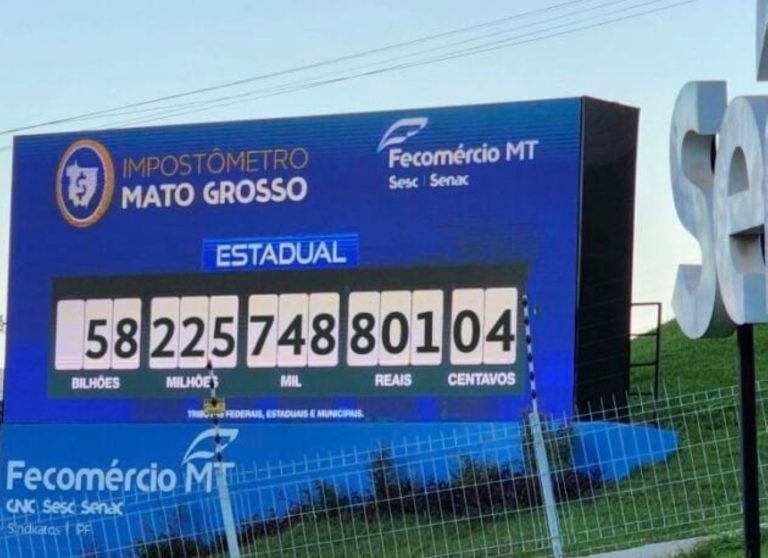 IMPOSTÔMETRO
MATO GROSSO
Fecomércio MT
Sesc | Senac
ESTADUAL
58 225 748 801 04
BILHÕES MILHÕES MIL REAIS CENTAVOS
FEDERAIS, ESTADUAIS E MUNICIPAIS.
Fecomércio MT
CNC Sesc Senac
Sindicatos | IPF
Se